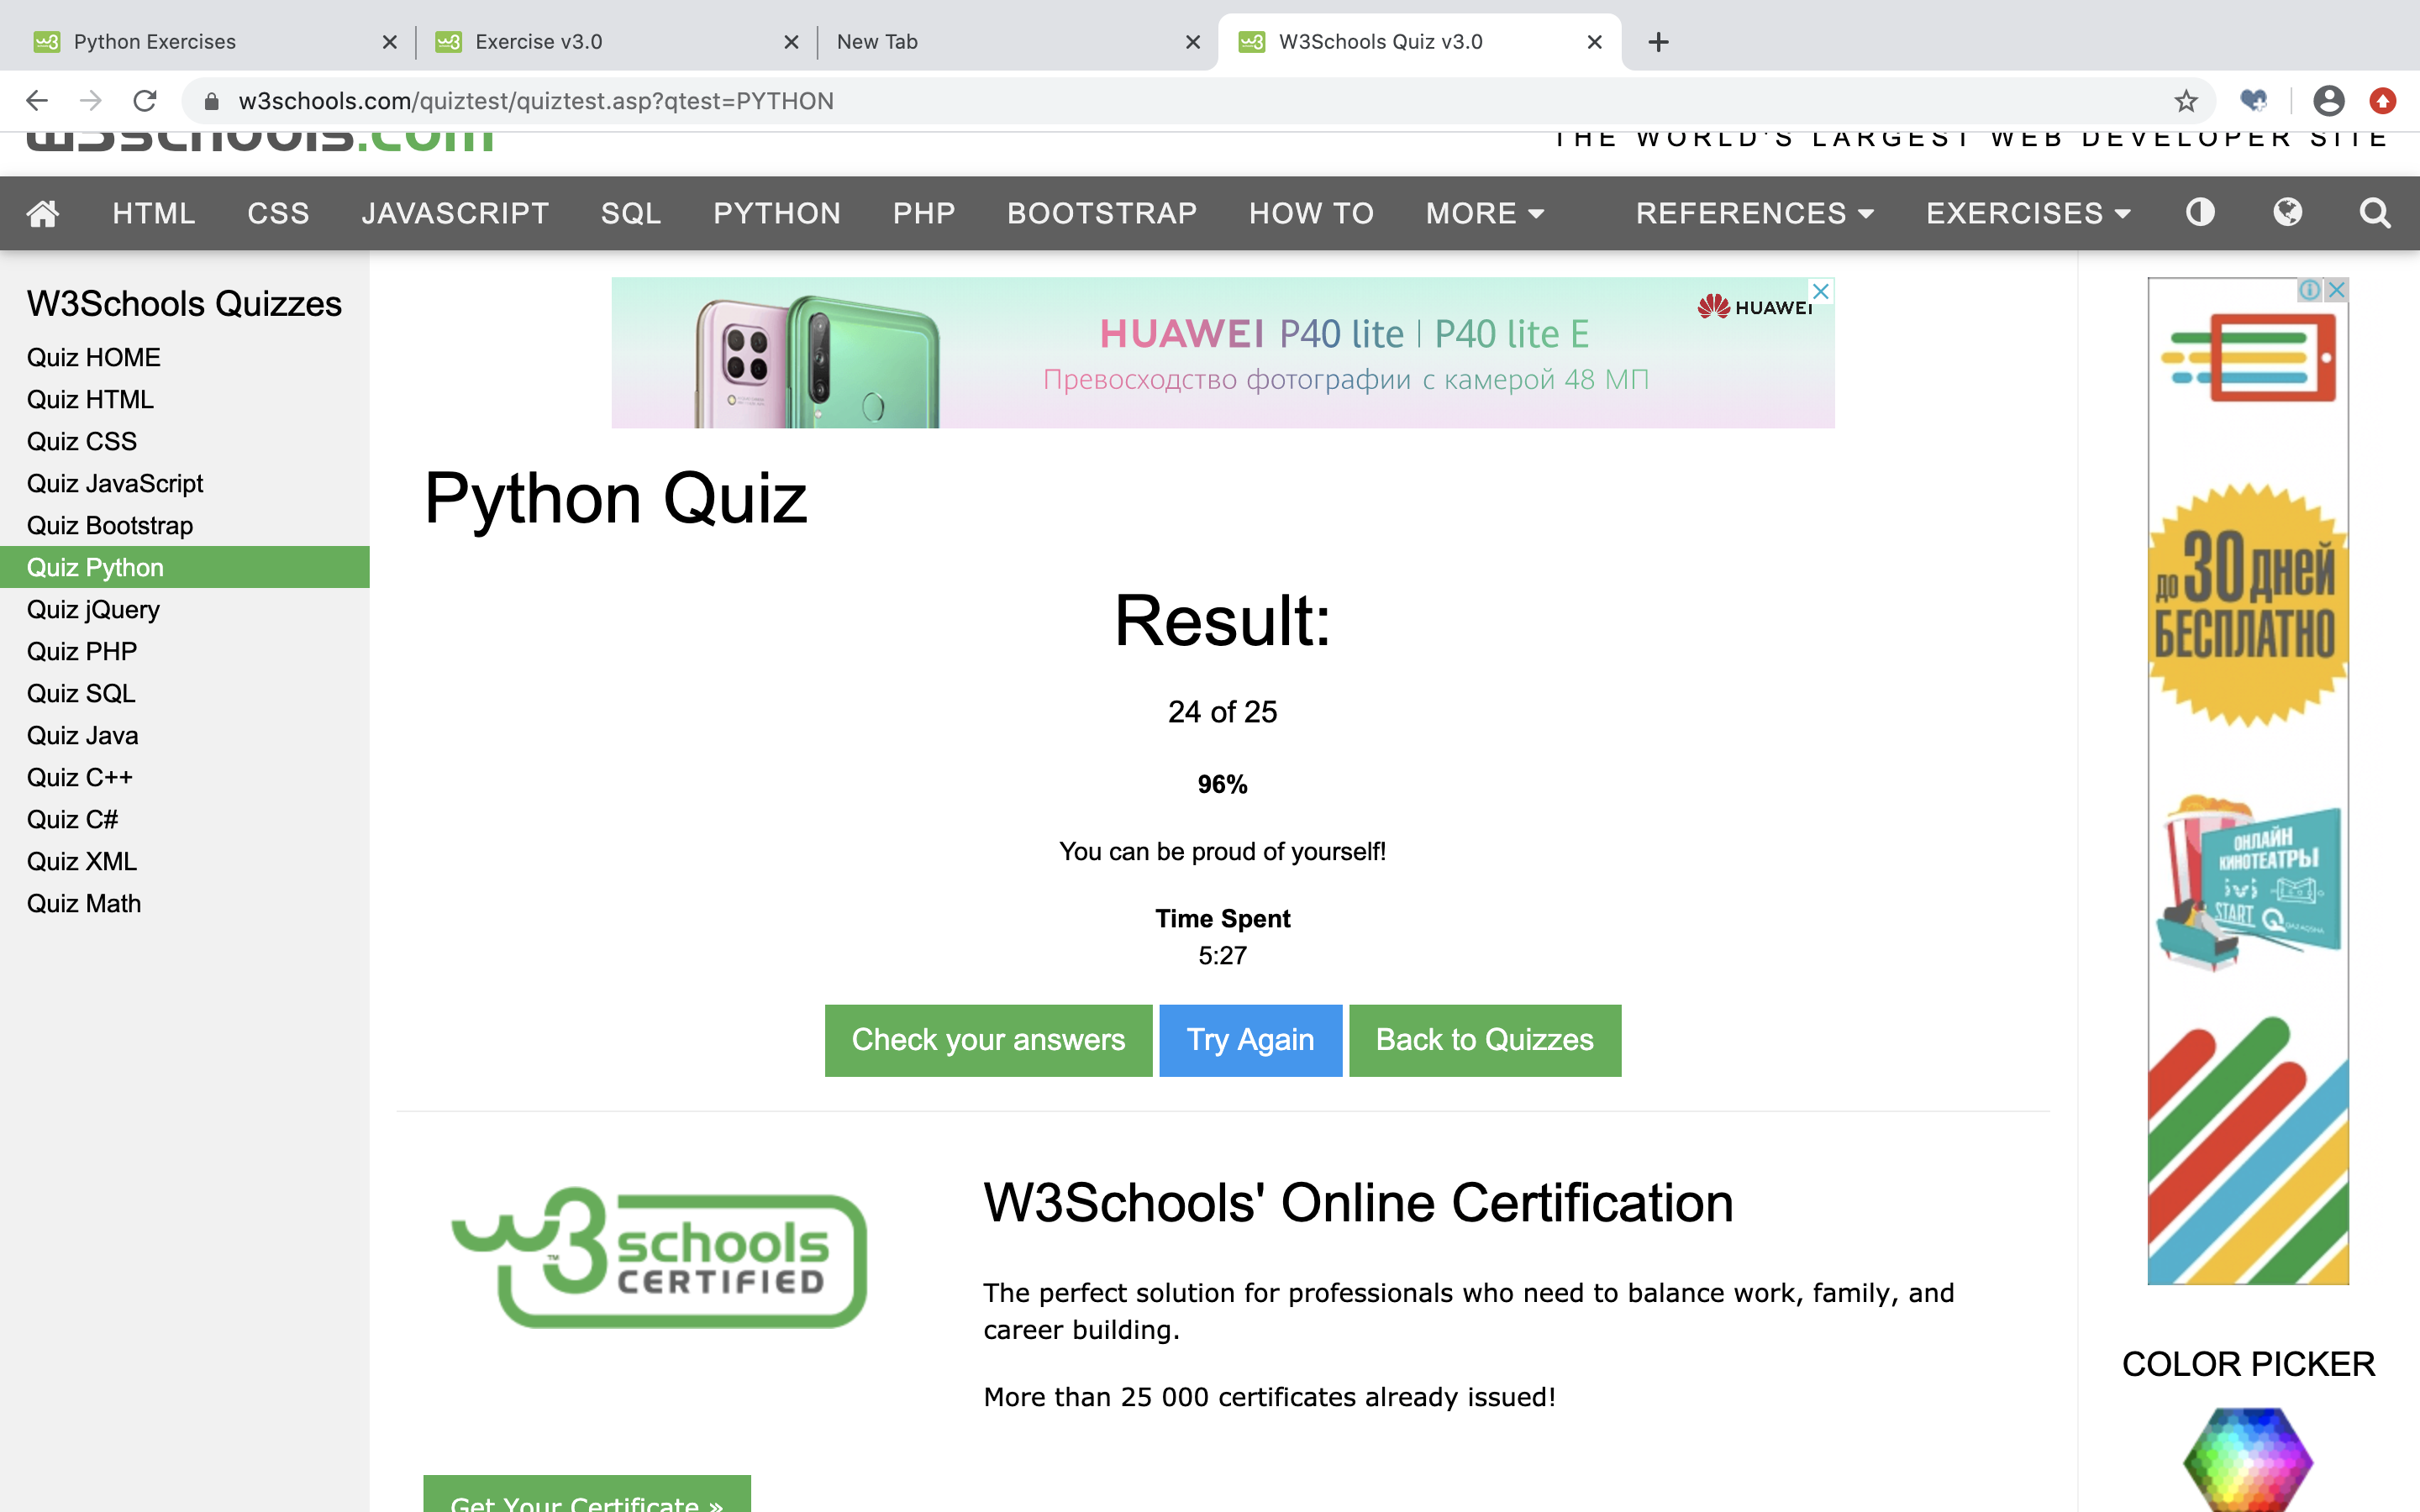 Python Exercises
Exercise v3.0
New Tab
W3Schools Quiz v3.0
w3schools.com/quiztest/quiztest.asp?qtest=PYTHON
w3schools.com
THE WORLD'S LARGEST WEB DEVELOPER SITE
HTML CSS JAVASCRIPT SQL PYTHON PHP BOOTSTRAP HOW TO MORE REFERENCES EXERCISES
W3Schools Quizzes
Quiz HOME
Quiz HTML
Quiz CSS
Quiz JavaScript
Quiz Bootstrap
Quiz Python
Quiz jQuery
Quiz PHP
Quiz SQL
Quiz Java
Quiz C++
Quiz C#
Quiz XML
Quiz Math
HUAWEI P40 lite | P40 lite E
Превосходство фотографии с камерой 48 МП
HUAWEI
Python Quiz
Result:
24 of 25
96%
You can be proud of yourself!
Time Spent
5:27
Check your answers
Try Again
Back to Quizzes
w3schools
CERTIFIED
W3Schools' Online Certification
The perfect solution for professionals who need to balance work, family, and
career building.
More than 25 000 certificates already issued!
Get Your Certificate »
до 30 дней
БЕСПЛАТНО
ОНЛАЙН
КИНОТЕАТРЫ
ivi
START
COLOR PICKER